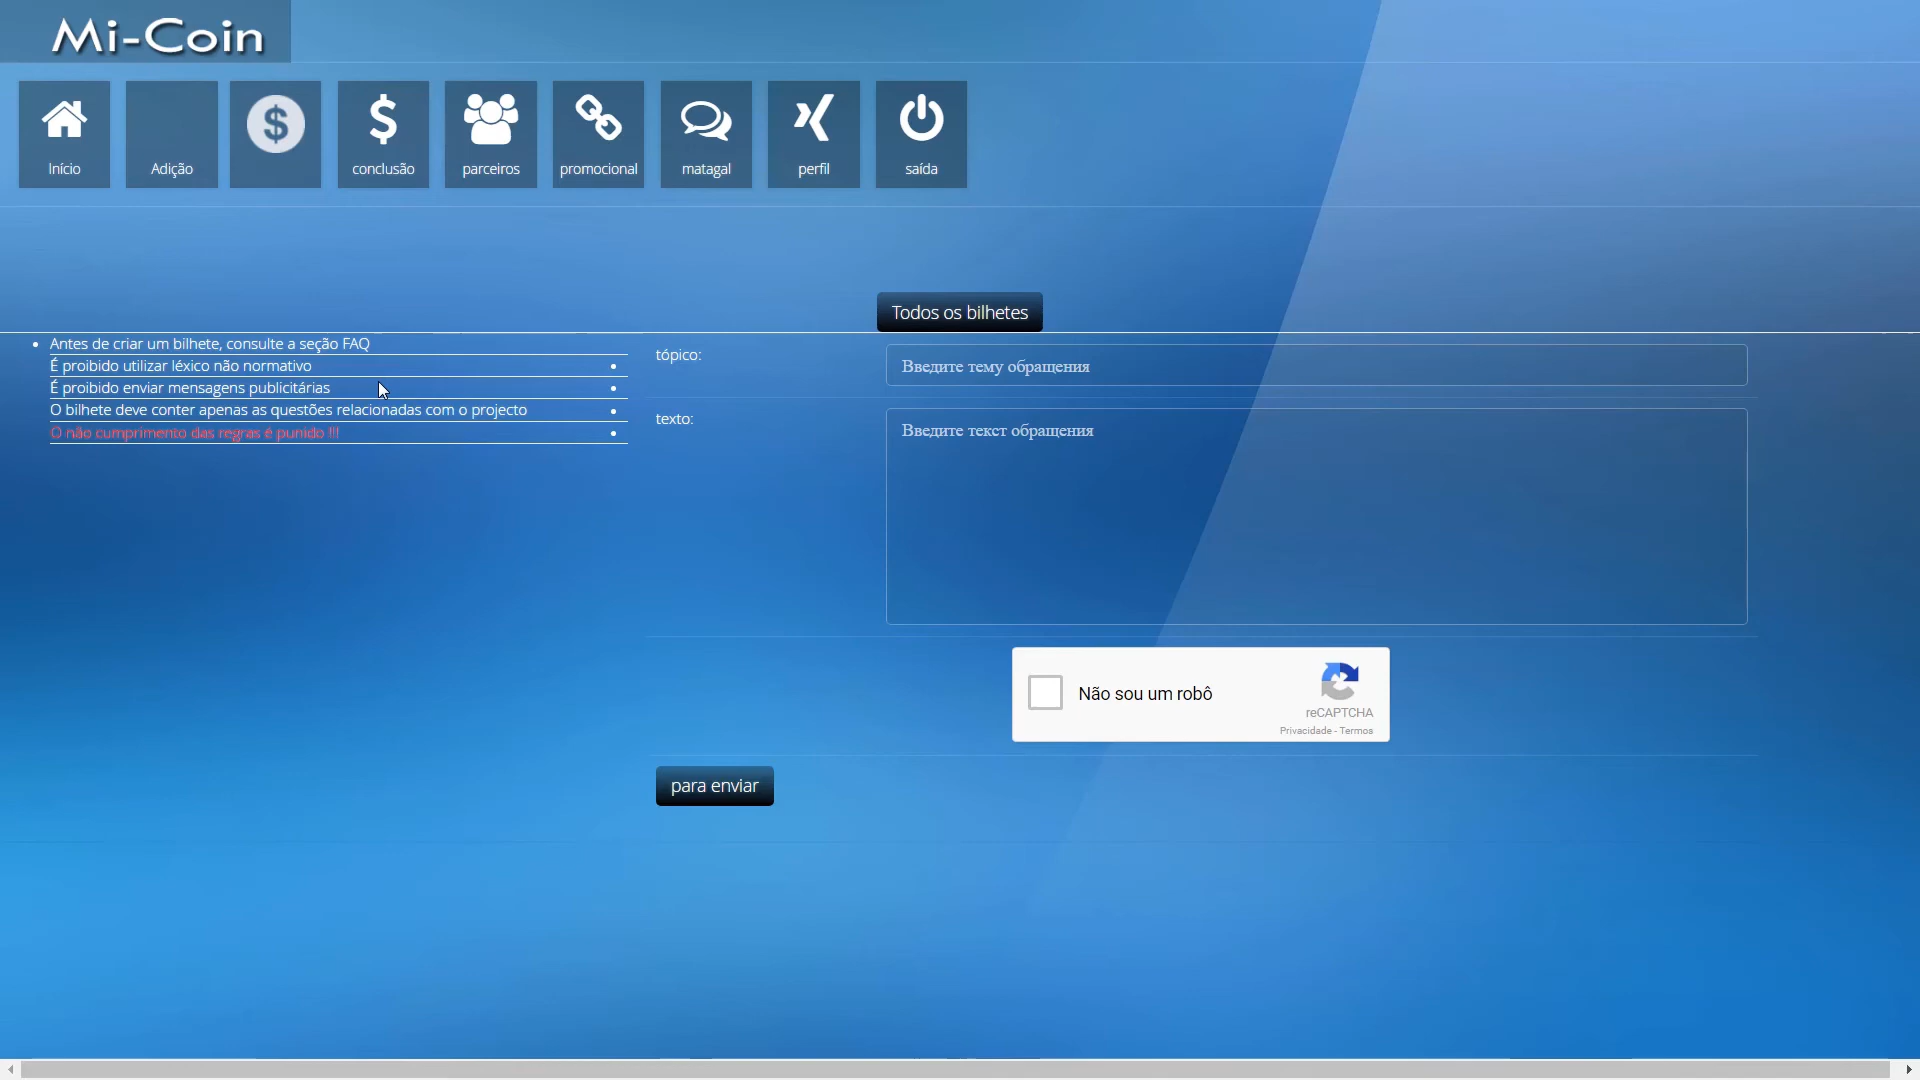 Mi-Coin
Início
Adição
conclusão
parceiros
promocional
matagal
perfil
saída
Todos os bilhetes
Antes de criar um bilhete, consulte a seção FAQ
É proibido utilizar léxico não normativo
É proibido enviar mensagens publicitárias
O bilhete deve conter apenas as questões relacionadas com o projecto
O não cumprimento das regras é punido !!!
tópico:
Введите тему обращения
texto:
Введите текст обращения
Não sou um robô
reCAPTCHA
Privacidade - Termos
para enviar